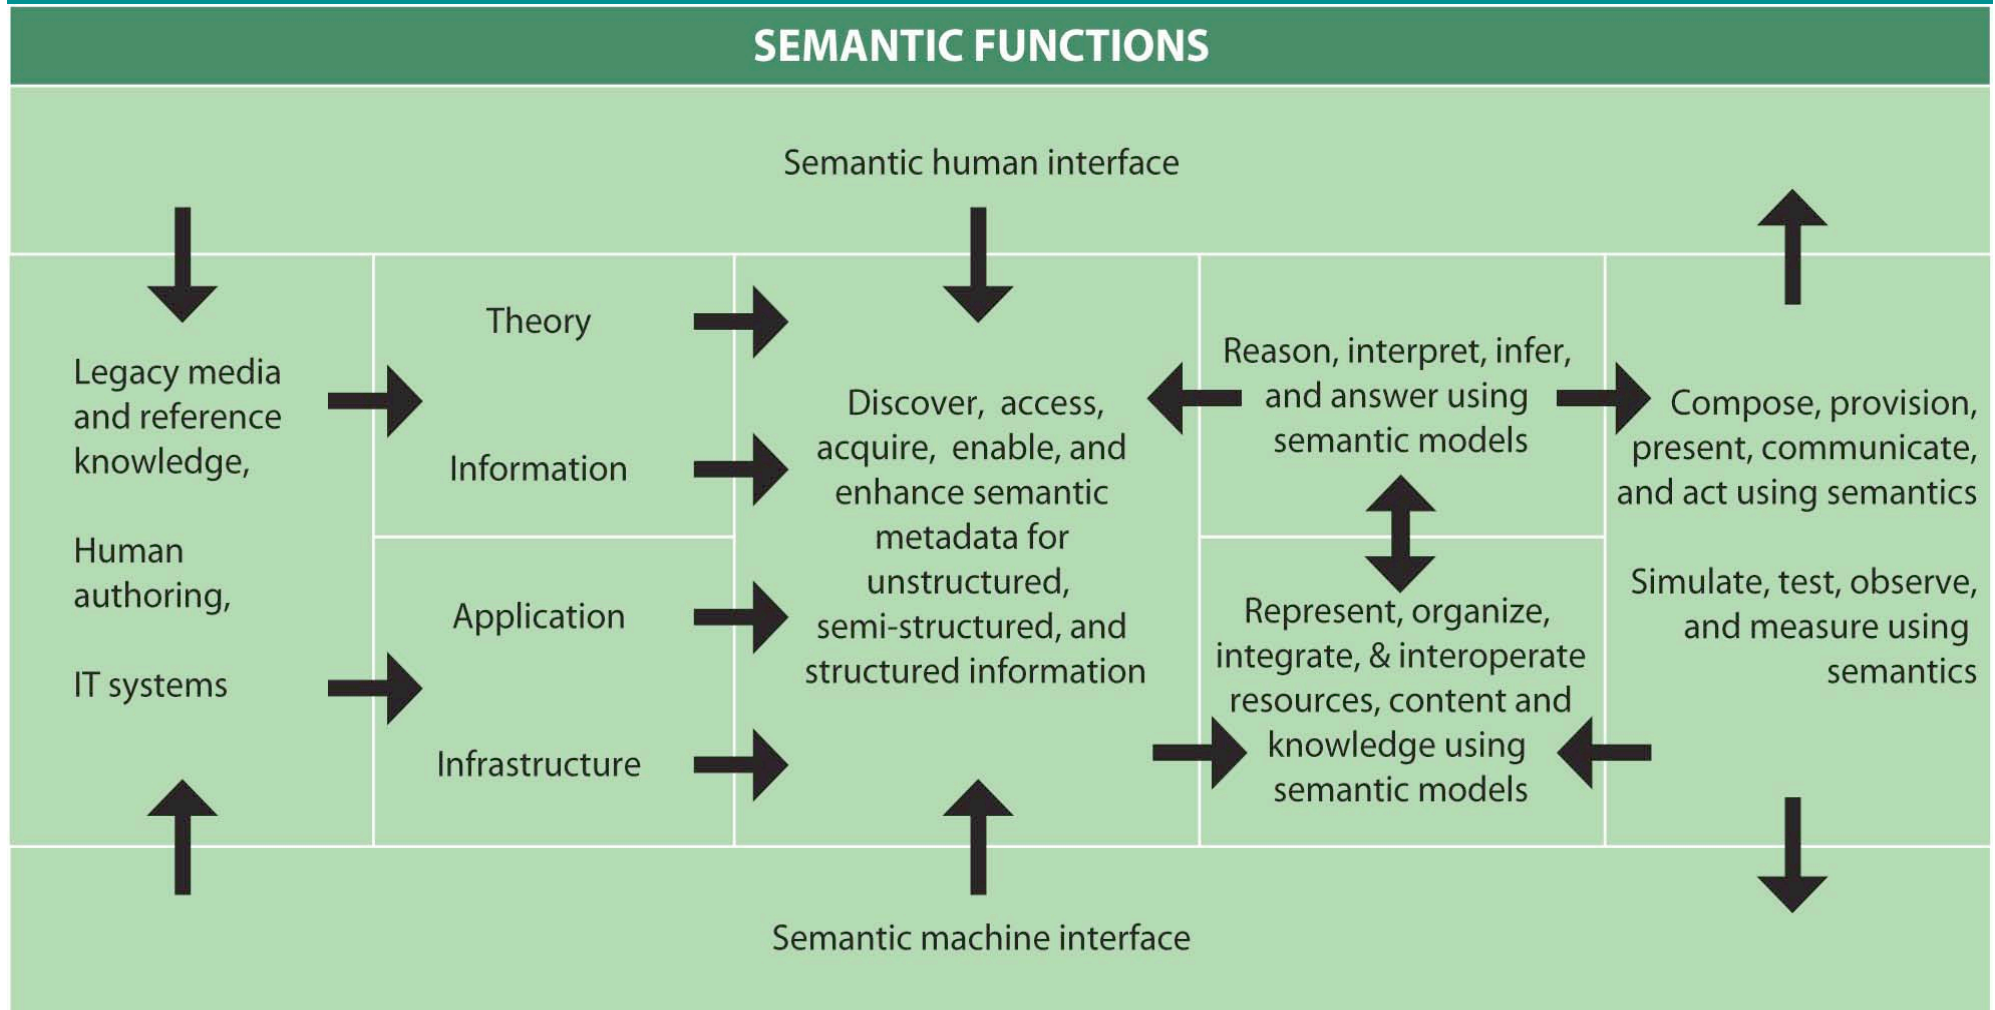 SEMANTIC FUNCTIONS
Semantic human interface
Legacy media
and reference
knowledge,
Human
authoring,
IT systems
Theory
Information
Application
Infrastructure
Discover, access,
acquire, enable, and
enhance semantic
metadata for
unstructured,
semi-structured, and
structured information
Reason, interpret, infer,
and answer using
semantic models
Represent, organize,
integrate, & interoperate
resources, content and
knowledge using
semantic models
Compose, provision,
present, communicate,
and act using semantics
Simulate, test, observe,
and measure using
semantics
Semantic machine interface